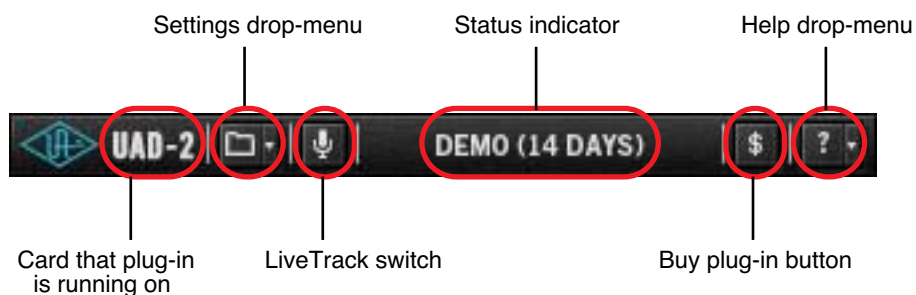 Settings drop-menu
Status indicator
Help drop-menu
UAD-2
DEMO (14 DAYS)
$
?
Card that plug-in
is running on
LiveTrack switch
Buy plug-in button